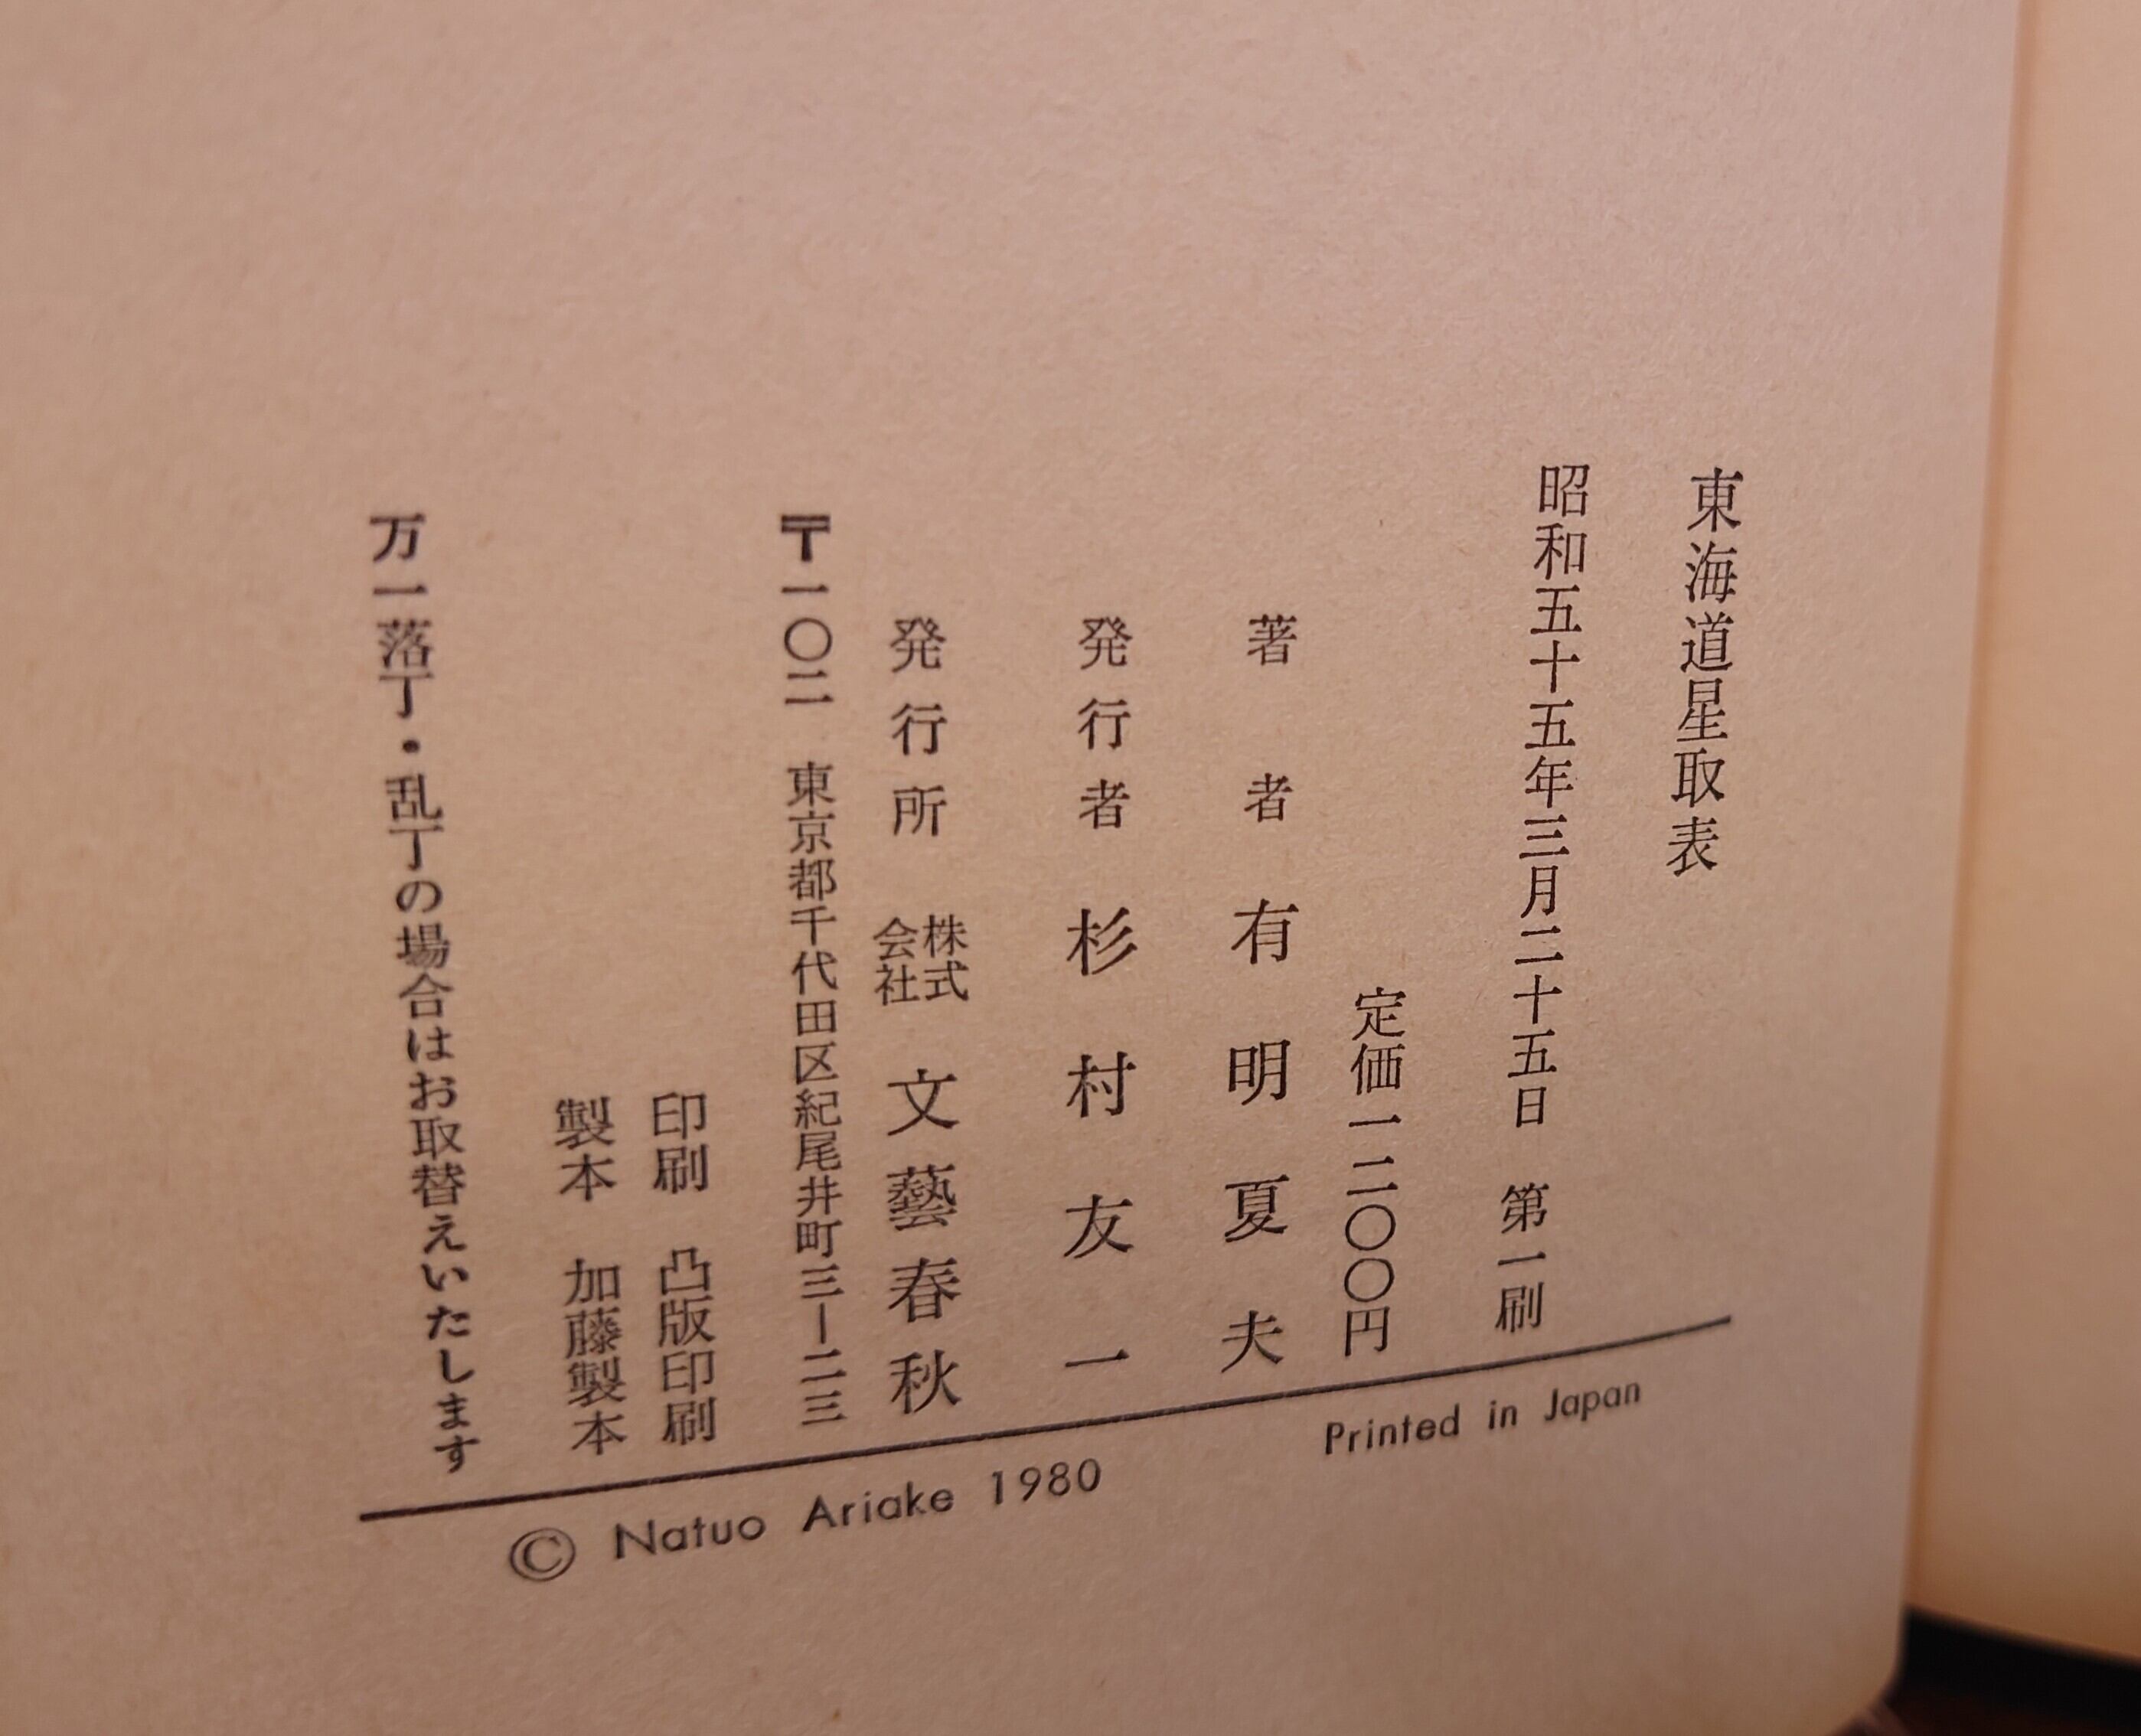 東海道星取表
昭和五十五年三月二十五日 第一刷
定価一二〇〇円
著者 有明夏夫
発行者 杉村友一
発行所 株式会社 文藝春秋
〒一〇二 東京都千代田区紀尾井町三ー二三
印刷 凸版印刷
製本 加藤製本
万一落丁・乱丁の場合はお取替えいたします
Printed in Japan
© Natuo Ariake 1980